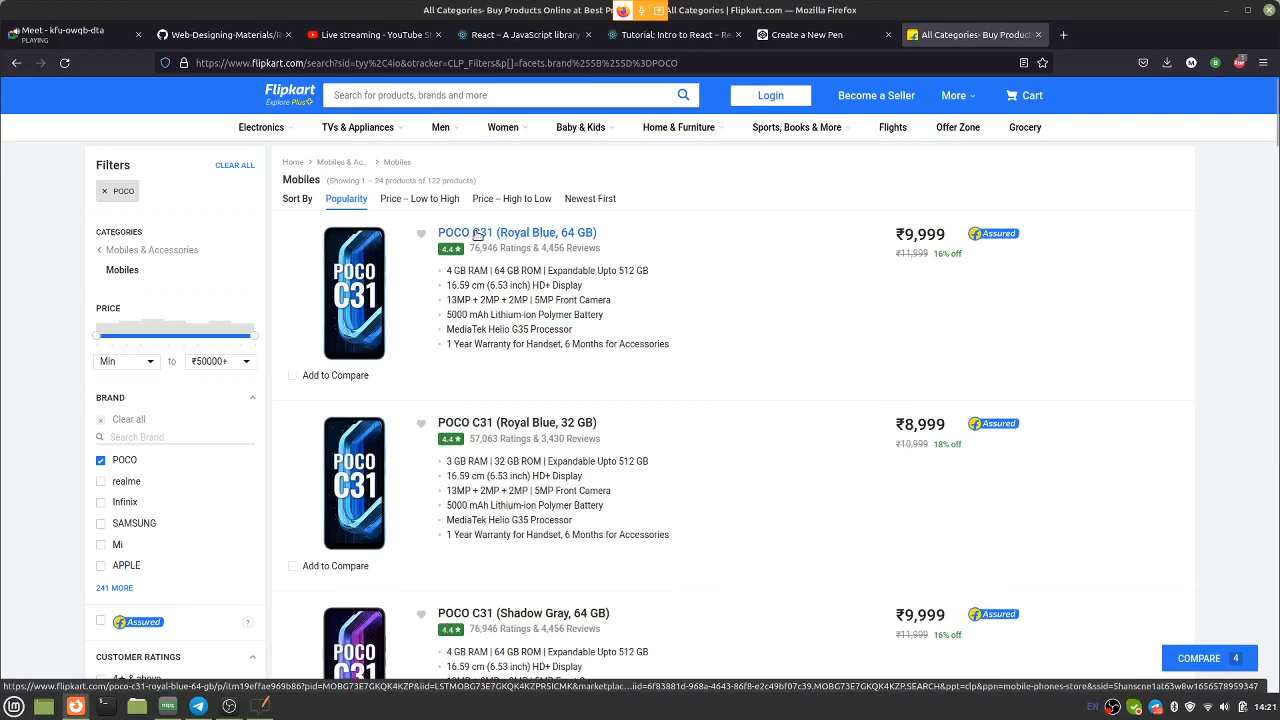 All Categories- Buy Products Online at Best Pr
All Categories | Flipkart.com — Mozilla Firefox
Meet - kfu-owqb-dta
PLAYING
Web-Designing-Materials/R
Live streaming - YouTube St
React – A JavaScript library
Tutorial: Intro to React – Re
Create a New Pen
All Categories- Buy Product
https://www.flipkart.com/search?sid=tyy%2C4io&otracker=CLP_Filters&p[]=facets.brand%255B%255D%3DPOCO
Flipkart
Explore Plus
Search for products, brands and more
Login
Become a Seller
More
Cart
Electronics
TVs & Appliances
Men
Women
Baby & Kids
Home & Furniture
Sports, Books & More
Flights
Offer Zone
Grocery
Filters
CLEAR ALL
POCO
CATEGORIES
Mobiles & Accessories
Mobiles
PRICE
Min
to
₹50000+
BRAND
Clear all
Search Brand
POCO
realme
Infinix
SAMSUNG
Mi
APPLE
241 MORE
Assured
?
CUSTOMER RATINGS
4★ & above
Home > Mobiles & Ac... > Mobiles
Mobiles (Showing 1 – 24 products of 122 products)
Sort By Popularity Price -- Low to High Price -- High to Low Newest First
POCO C31
POCO C31 (Royal Blue, 64 GB)
4.4★ 76,946 Ratings & 4,456 Reviews
4 GB RAM | 64 GB ROM | Expandable Upto 512 GB
16.59 cm (6.53 inch) HD+ Display
13MP + 2MP + 2MP | 5MP Front Camera
5000 mAh Lithium-ion Polymer Battery
MediaTek Helio G35 Processor
1 Year Warranty for Handset, 6 Months for Accessories
₹9,999
Assured
₹11,999 16% off
Add to Compare
POCO C31
POCO C31 (Royal Blue, 32 GB)
4.4★ 57,063 Ratings & 3,430 Reviews
3 GB RAM | 32 GB ROM | Expandable Upto 512 GB
16.59 cm (6.53 inch) HD+ Display
13MP + 2MP + 2MP | 5MP Front Camera
5000 mAh Lithium-ion Polymer Battery
MediaTek Helio G35 Processor
1 Year Warranty for Handset, 6 Months for Accessories
₹8,999
Assured
₹10,999 18% off
Add to Compare
POCO C31
POCO C31 (Shadow Gray, 64 GB)
4.4★ 76,946 Ratings & 4,456 Reviews
4 GB RAM | 64 GB ROM | Expandable Upto 512 GB
16.59 cm (6.53 inch) HD+ Display
₹9,999
Assured
₹11,999 16% off
COMPARE 4
EN
14:21